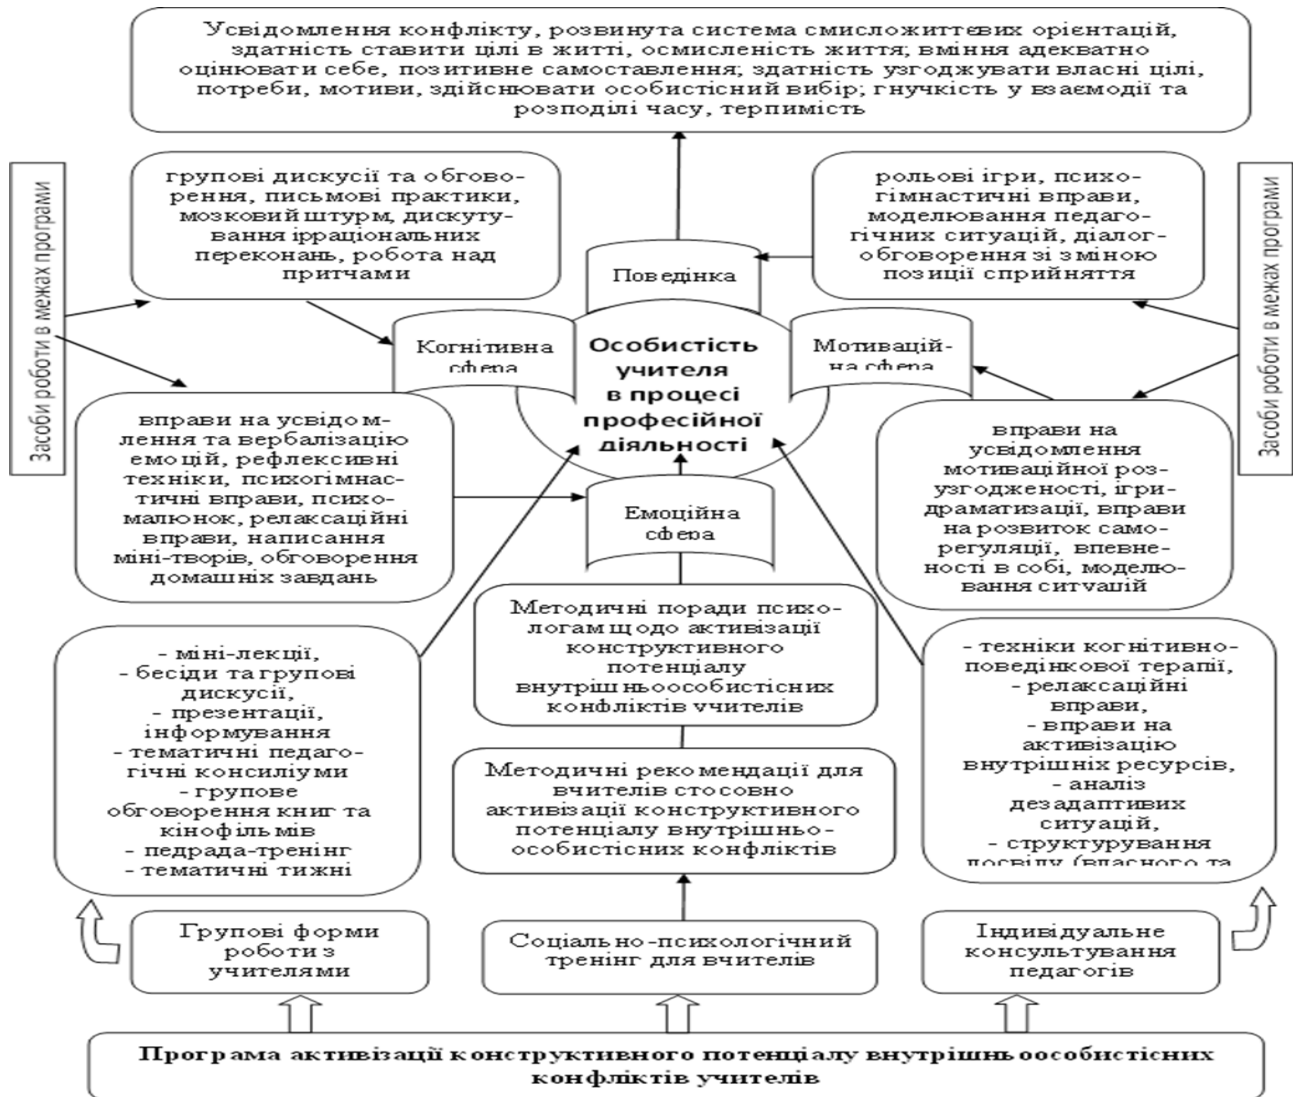 Усвідомлення конфлікту, розвинута система смисложиттєвих орієнтацій,
здатність ставити цілі в житті, осмисленість життя; вміння адекватно
оцінювати себе, позитивне самоставлення; здатність узгоджувати власні цілі,
потреби, мотиви, здійснювати особистісний вибір; гнучкість у взаємодії та
розподілі часу, терпимість
Засоби роботи в межах програми
групові дискусії та обгово-
рення, письмові практики,
мозковий штурм, дискуту-
вання ірраціональних
переконань, робота над
притчами
рольові ігри, психо-
гімнастичні вправи,
моделювання педаго-
гічних ситуацій, діалог-
обговорення зі зміною
позиції сприйняття
Засоби роботи в межах програми
Поведінка
Когнітивна
сфера
Особистість
учителя
в процесі
професійної
діяльності
Мотивацій-
на сфера
вправи на усвідом-
лення та вербалізацію
емоцій, рефлексивні
техніки, психогімнас-
тичні вправи, психо-
малюнок, релаксаційні
вправи, написання
міні-творів, обговорення
домашніх завдань
Емоційна
сфера
вправи на
усвідомлення
мотиваційної роз-
узгодженості, ігри-
драматизації, вправи
на розвиток само-
регуляції, впевне-
ності в собі, моделю-
вання ситуацій
Методичні поради психо-
логам щодо активізації
конструктивного
потенціалу
внутрішньоособистісних
конфліктів учителів
- міні-лекції,
- бесіди та групові
дискусії,
- презентації,
інформування
- тематичні педаго-
гічні консиліуми
- групове
обговорення книг та
кінофільмів
- педрада-тренінг
- тематичні тижні
Методичні рекомендації для
вчителів стосовно
активізації конструктивного
потенціалу внутрішньо-
особистісних конфліктів
- техніки когнітивно-
поведінкової терапії,
- релаксаційні
вправи,
- вправи на
активізацію
внутрішніх ресурсів,
- аналіз
дезадаптивих
ситуацій,
- структурування
досвіду (власного та
Групові форми
роботи з
учителями
Соціально-психологічний
тренінг для вчителів
Індивідуальне
консультування
педагогів
Програма активізації конструктивного потенціалу внутрішньоособистісних
конфліктів учителів